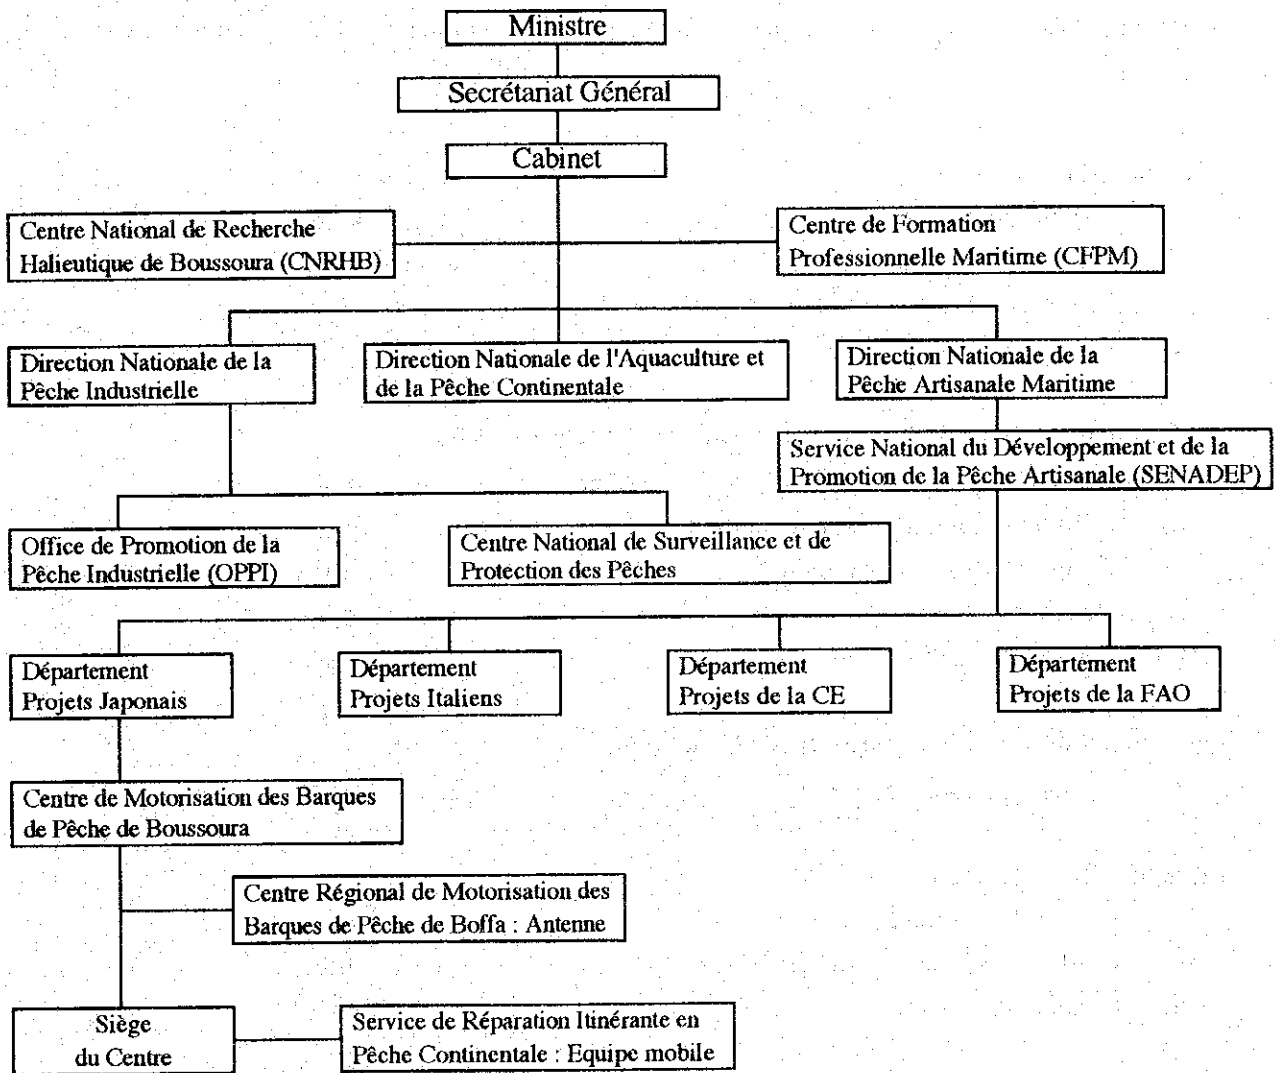 Ministre
Secrétariat Général
Cabinet
Centre National de Recherche
Halieutique de Boussoura (CNRHB)
Centre de Formation
Professionnelle Maritime (CFPM)
Direction Nationale de la
Pêche Industrielle
Direction Nationale de l'Aquaculture et
de la Pêche Continentale
Direction Nationale de la
Pêche Artisanale Maritime
Service National du Développement et de la
Promotion de la Pêche Artisanale (SENADEP)
Office de Promotion de la
Pêche Industrielle (OPPI)
Centre National de Surveillance et de
Protection des Pêches
Département
Projets Japonais
Département
Projets Italiens
Département
Projets de la CE
Département
Projets de la FAO
Centre de Motorisation des Barques
de Pêche de Boussoura
Centre Régional de Motorisation des
Barques de Pêche de Boffa : Antenne
Siège
du Centre
Service de Réparation Itinérante en
Pêche Continentale : Equipe mobile